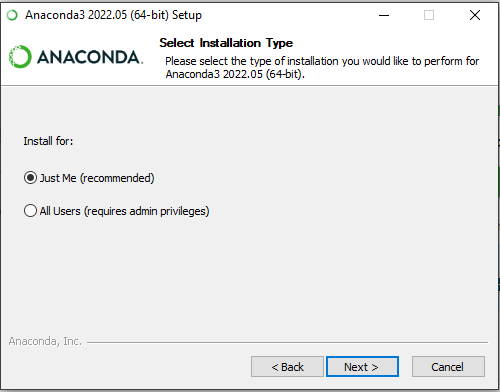 Anaconda3 2022.05 (64-bit) Setup
ANACONDA.
Select Installation Type
Please select the type of installation you would like to perform for
Anaconda3 2022.05 (64-bit).
Install for:
Just Me (recommended)
All Users (requires admin privileges)
Anaconda, Inc.
< Back
Next >
Cancel